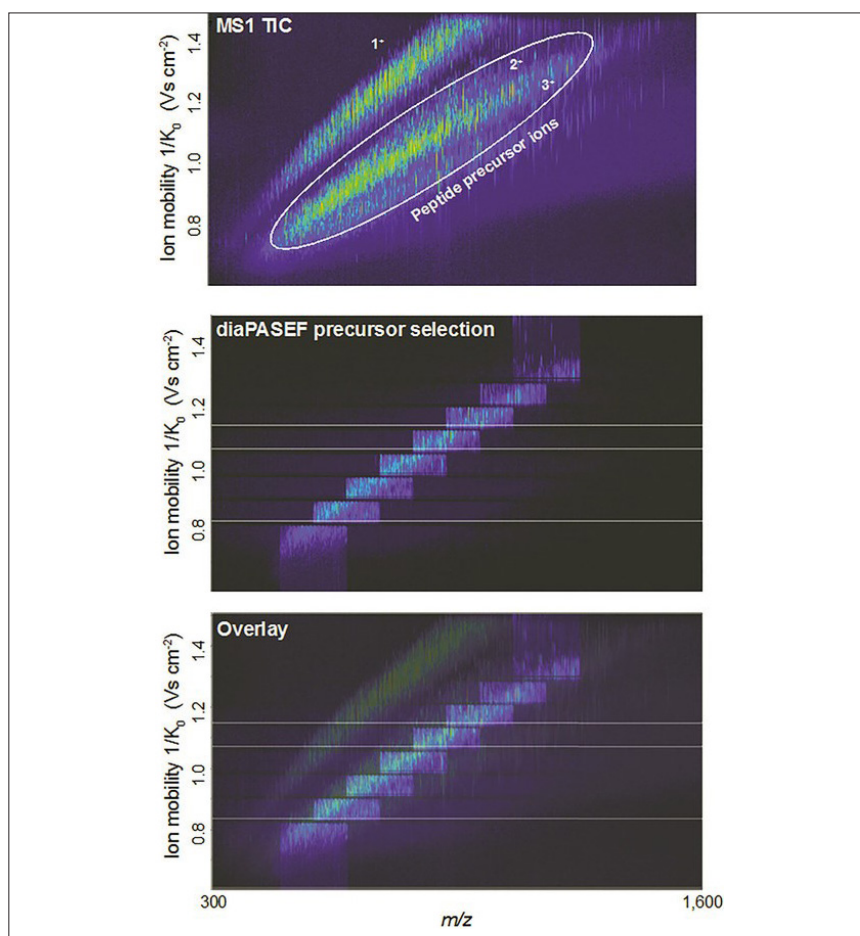 MS1 TIC
1⁺
2⁺
3⁺
Peptide precursor ions
Ion mobility 1/K₀ (Vs cm⁻²)
1.4
1.2
1.0
0.8
diaPASEF precursor selection
Ion mobility 1/K₀ (Vs cm⁻²)
1.4
1.2
1.0
0.8
Overlay
Ion mobility 1/K₀ (Vs cm⁻²)
1.4
1.2
1.0
0.8
300
1,600
m/z